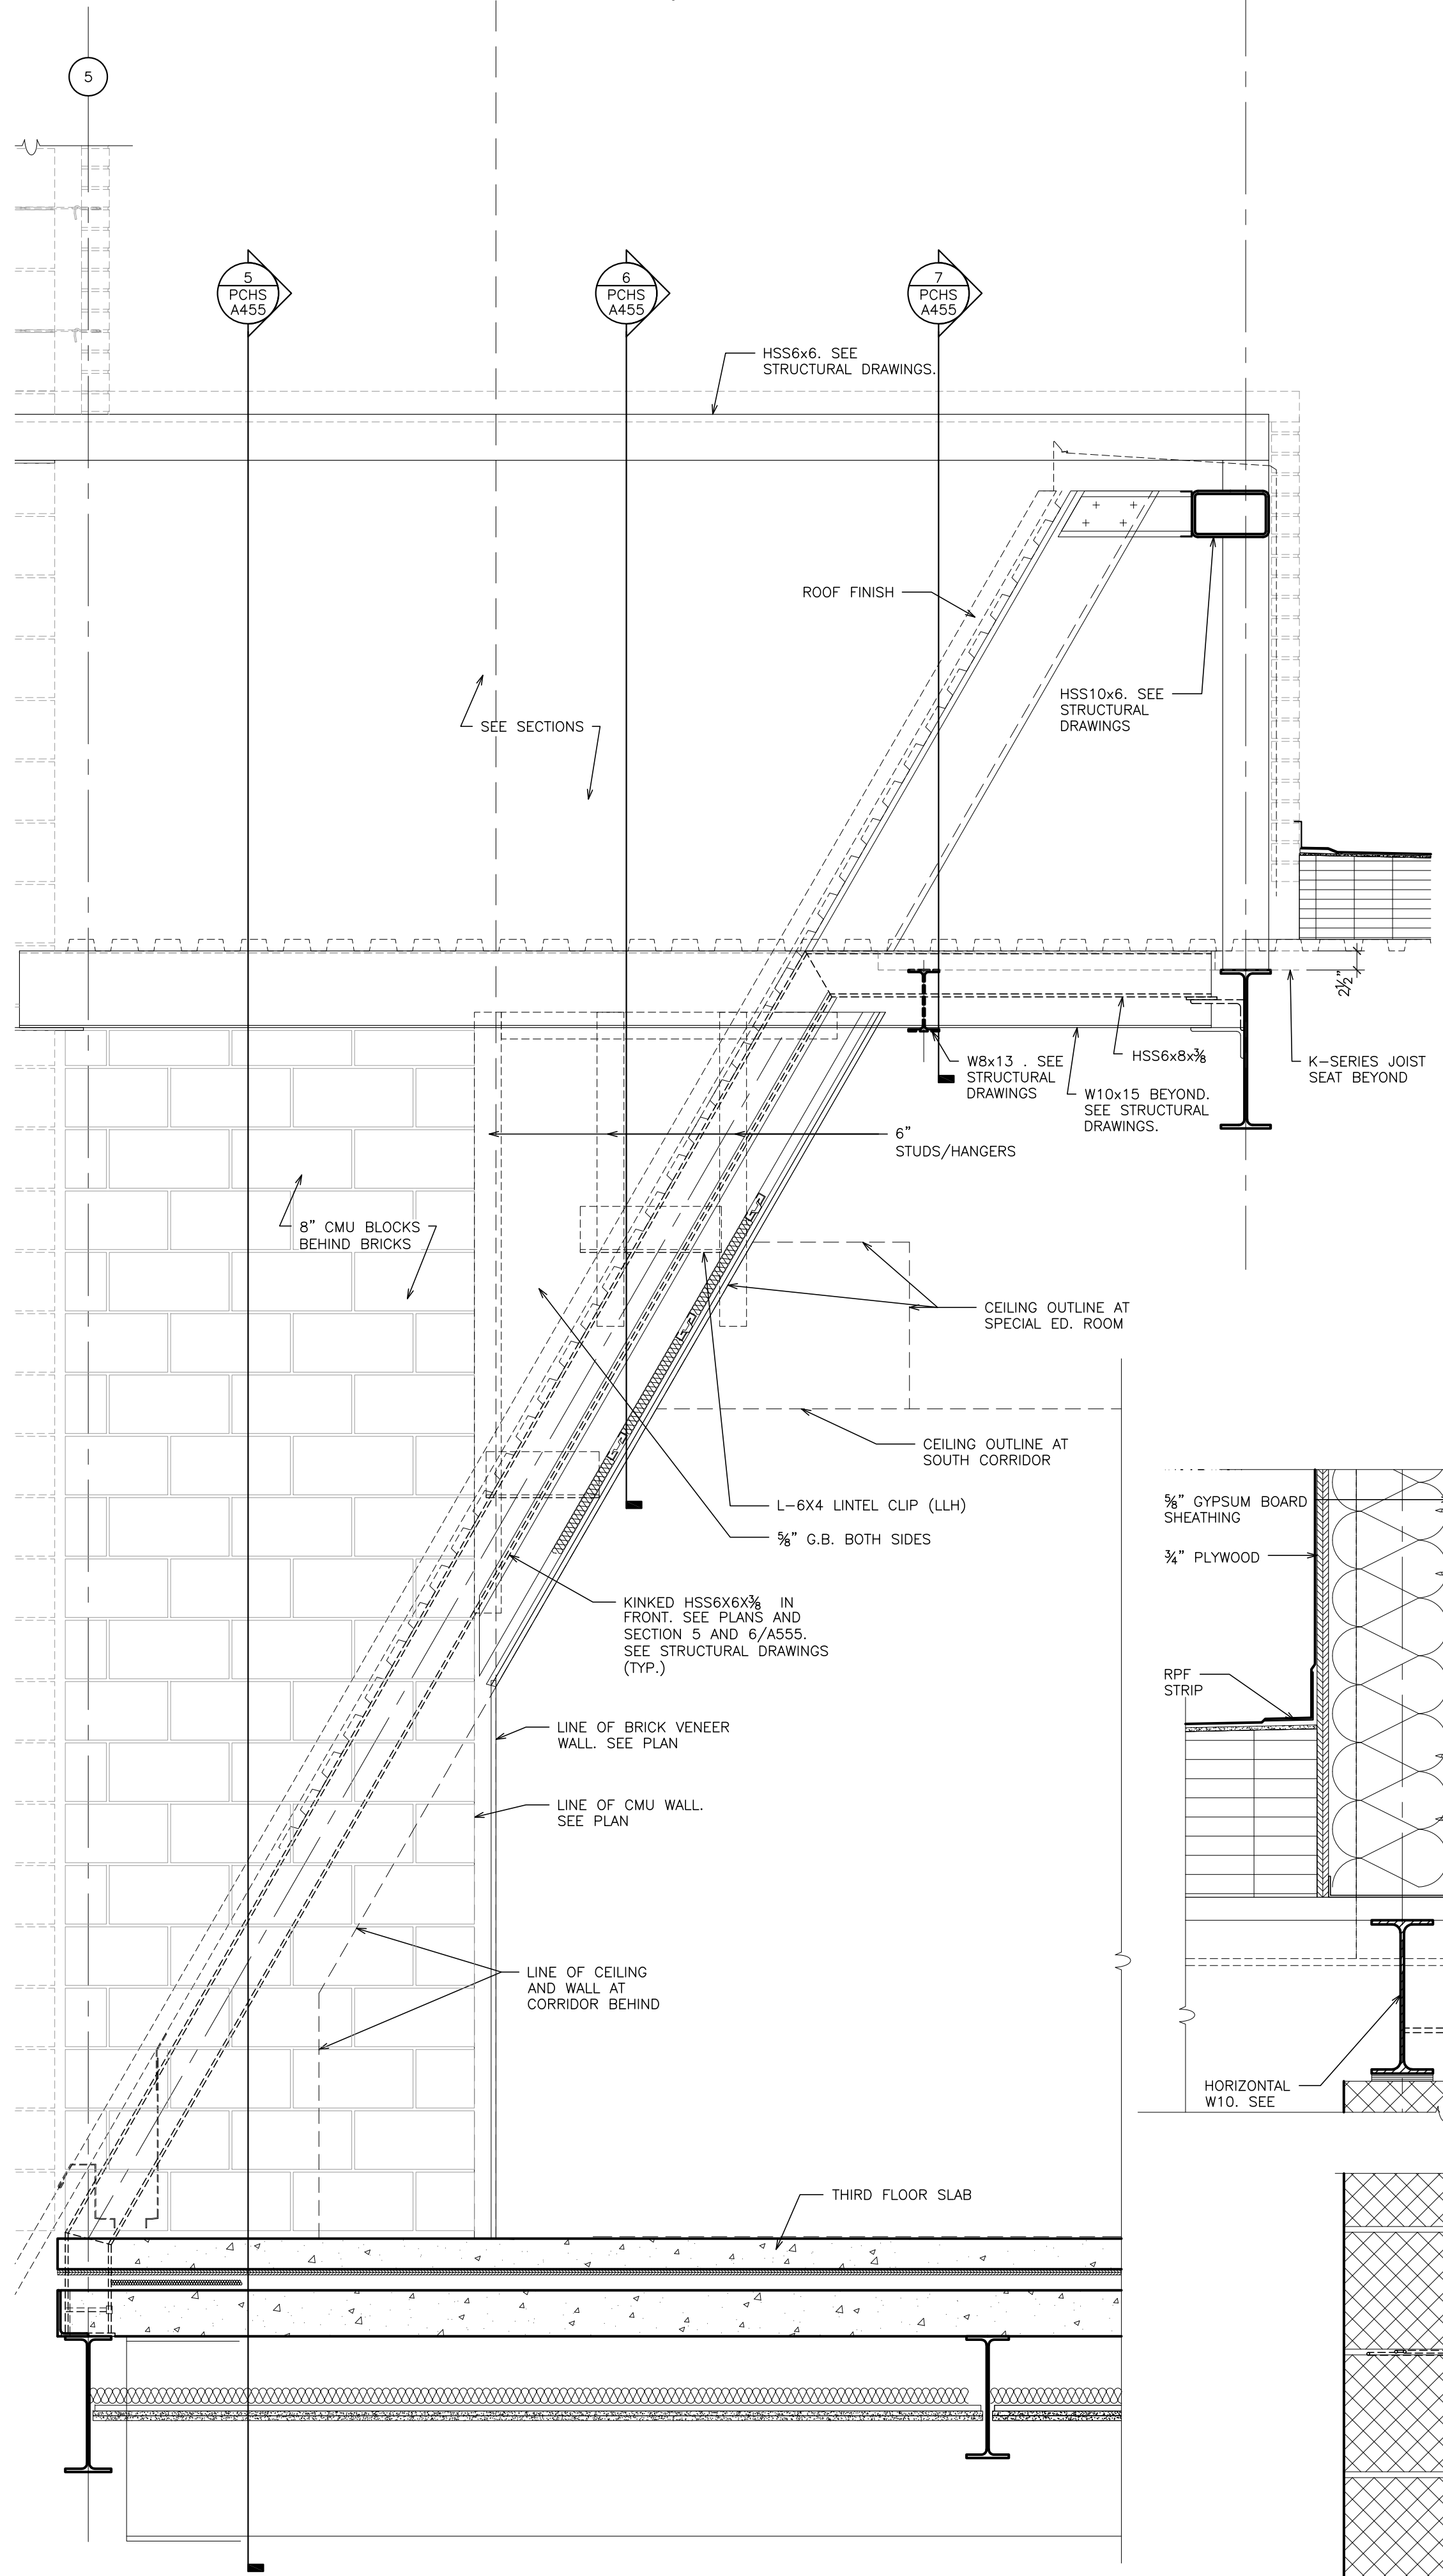 5
5
PCHS
A455
6
PCHS
A455
7
PCHS
A455
HSS6x6. SEE
STRUCTURAL DRAWINGS.
ROOF FINISH
HSS10x6. SEE
STRUCTURAL
DRAWINGS
SEE SECTIONS
2½"
W8x13 . SEE
STRUCTURAL
DRAWINGS
HSS6x8x⅜
K-SERIES JOIST
SEAT BEYOND
W10x15 BEYOND.
SEE STRUCTURAL
DRAWINGS.
6"
STUDS/HANGERS
8" CMU BLOCKS
BEHIND BRICKS
CEILING OUTLINE AT
SPECIAL ED. ROOM
CEILING OUTLINE AT
SOUTH CORRIDOR
L-6X4 LINTEL CLIP (LLH)
⅝" G.B. BOTH SIDES
⅝" GYPSUM BOARD
SHEATHING
¾" PLYWOOD
KINKED HSS6X6X⅜ IN
FRONT. SEE PLANS AND
SECTION 5 AND 6/A555.
SEE STRUCTURAL DRAWINGS
(TYP.)
RPF
STRIP
LINE OF BRICK VENEER
WALL. SEE PLAN
LINE OF CMU WALL.
SEE PLAN
LINE OF CEILING
AND WALL AT
CORRIDOR BEHIND
HORIZONTAL
W10. SEE
THIRD FLOOR SLAB